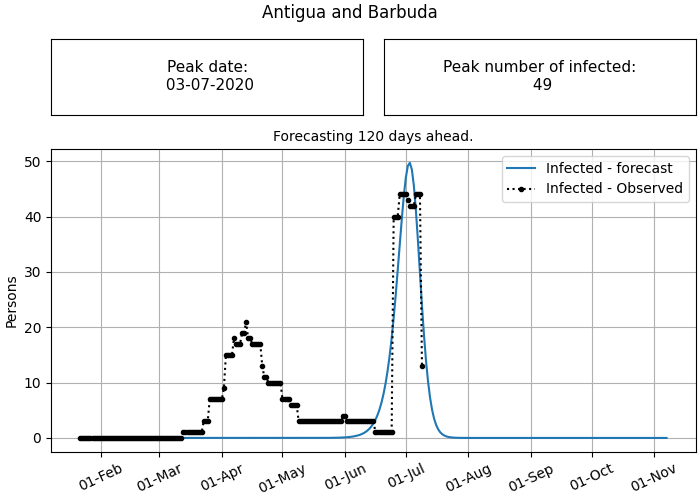 Antigua and Barbuda
Peak date:
03-07-2020
Peak number of infected:
49
Forecasting 120 days ahead.
Infected - forecast
Infected - Observed
Persons
50
40
30
20
10
0
01-Feb
01-Mar
01-Apr
01-May
01-Jun
01-Jul
01-Aug
01-Sep
01-Oct
01-Nov